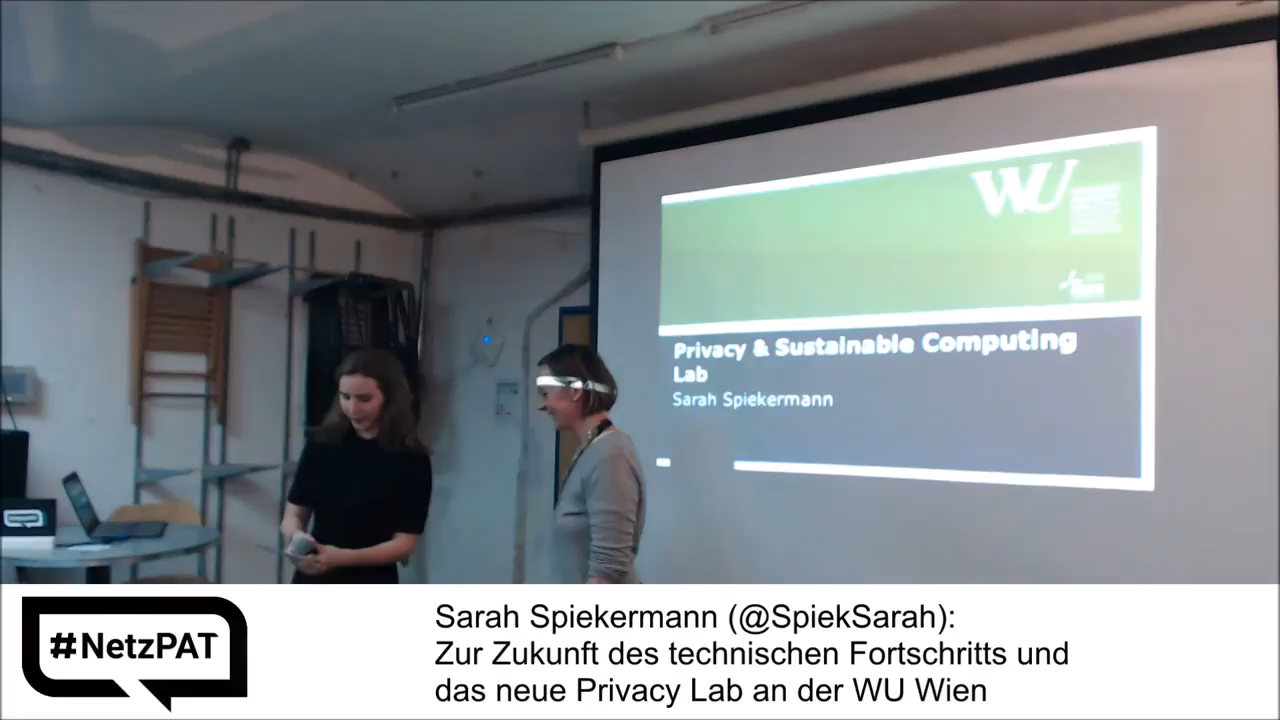 WU
Privacy & Sustainable Computing
Lab
Sarah Spiekermann
#NetzPAT
Sarah Spiekermann (@SpiekSarah):
Zur Zukunft des technischen Fortschritts und
das neue Privacy Lab an der WU Wien